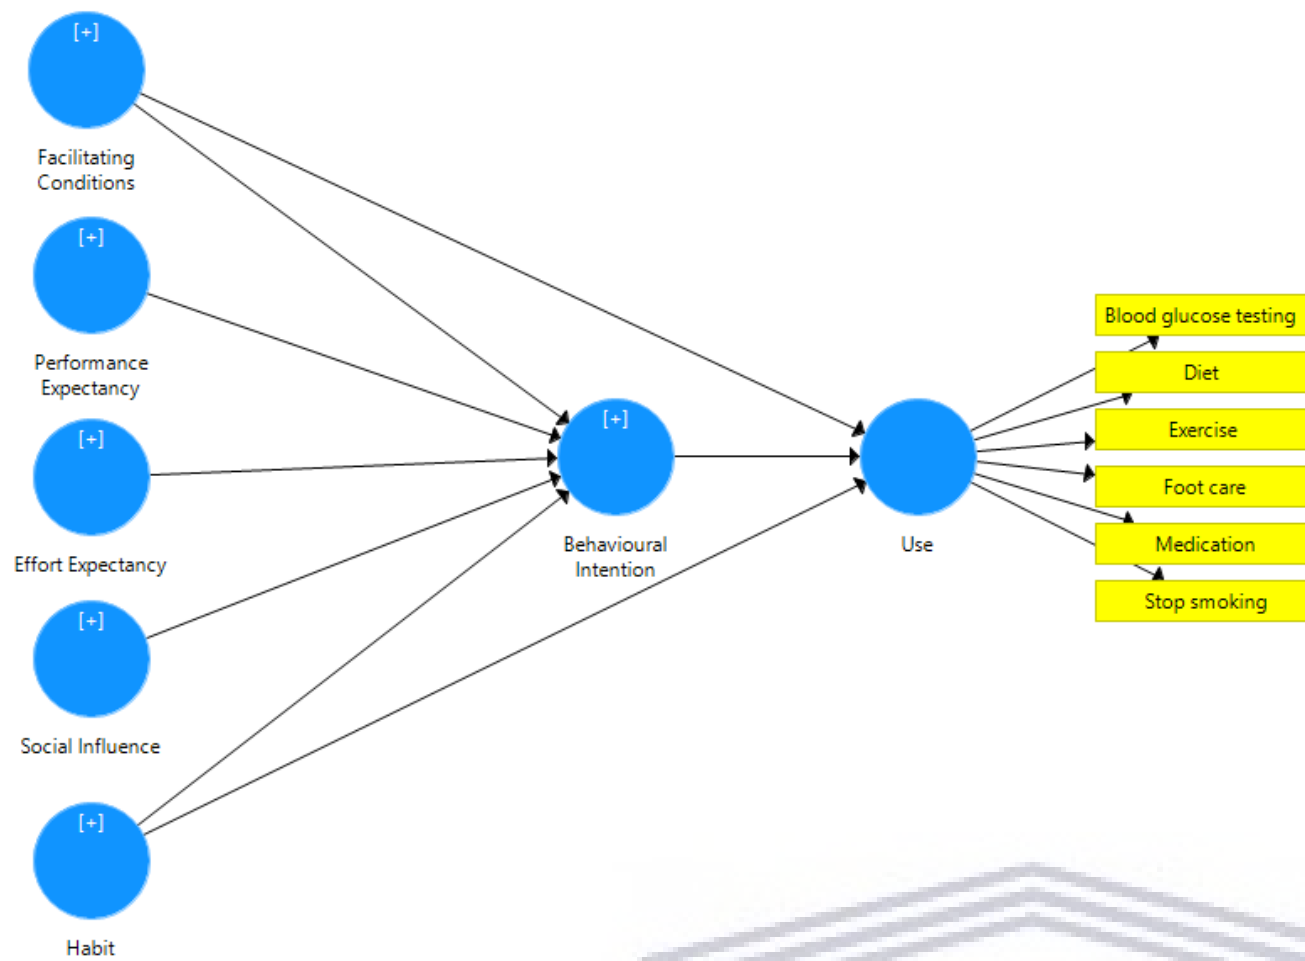 [+]
Facilitating
Conditions
[+]
Performance
Expectancy
[+]
Effort Expectancy
[+]
Social Influence
[+]
Habit
[+]
Behavioural
Intention
Use
Blood glucose testing
Diet
Exercise
Foot care
Medication
Stop smoking